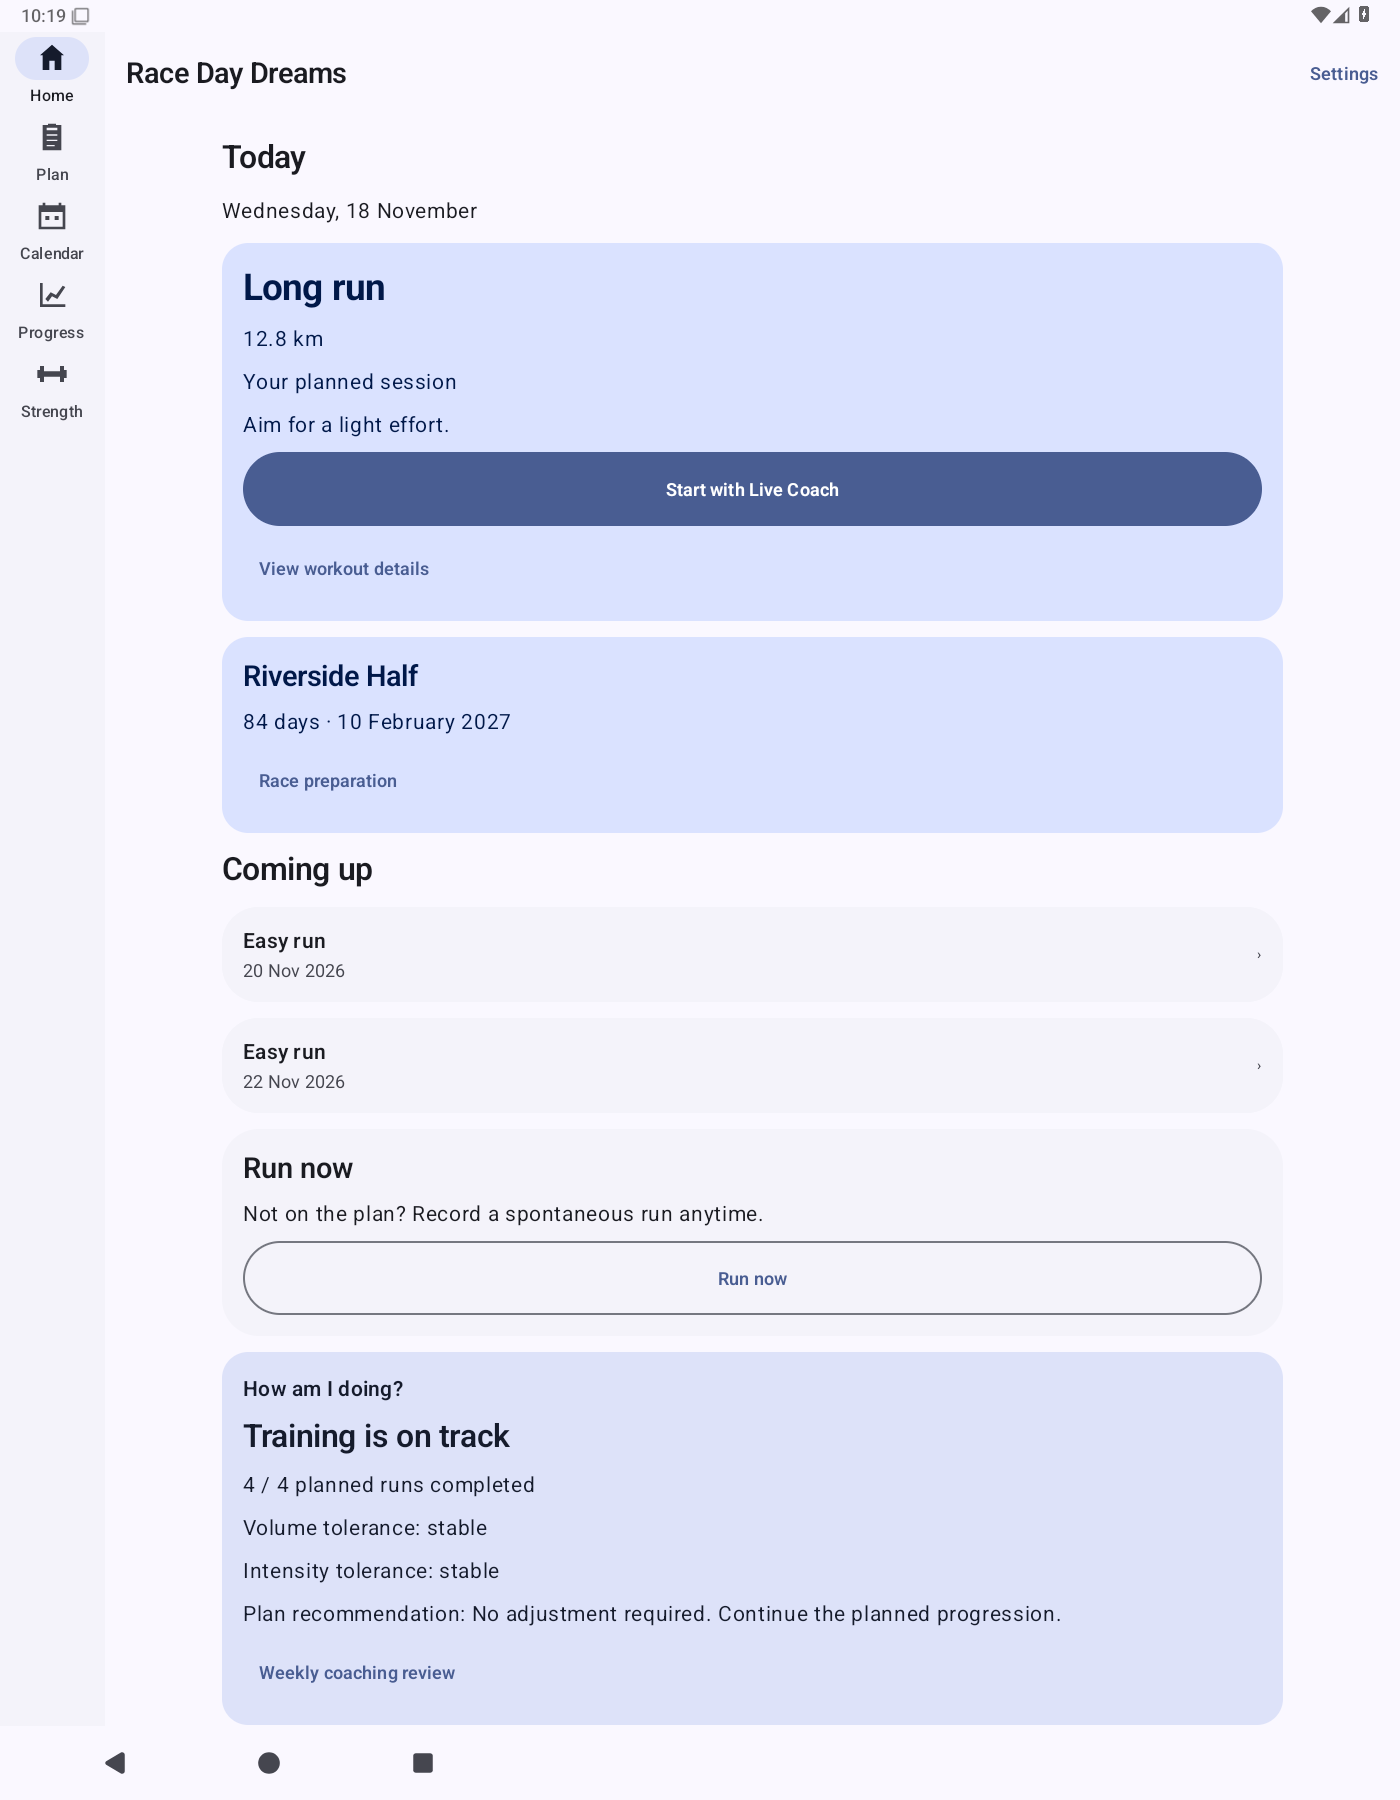 10:19
Race Day Dreams
Settings
Home
Plan
Calendar
Progress
Strength
Today
Wednesday, 18 November
Long run
12.8 km
Your planned session
Aim for a light effort.
Start with Live Coach
View workout details
Riverside Half
84 days · 10 February 2027
Race preparation
Coming up
Easy run
20 Nov 2026
›
Easy run
22 Nov 2026
›
Run now
Not on the plan? Record a spontaneous run anytime.
Run now
How am I doing?
Training is on track
4 / 4 planned runs completed
Volume tolerance: stable
Intensity tolerance: stable
Plan recommendation: No adjustment required. Continue the planned progression.
Weekly coaching review